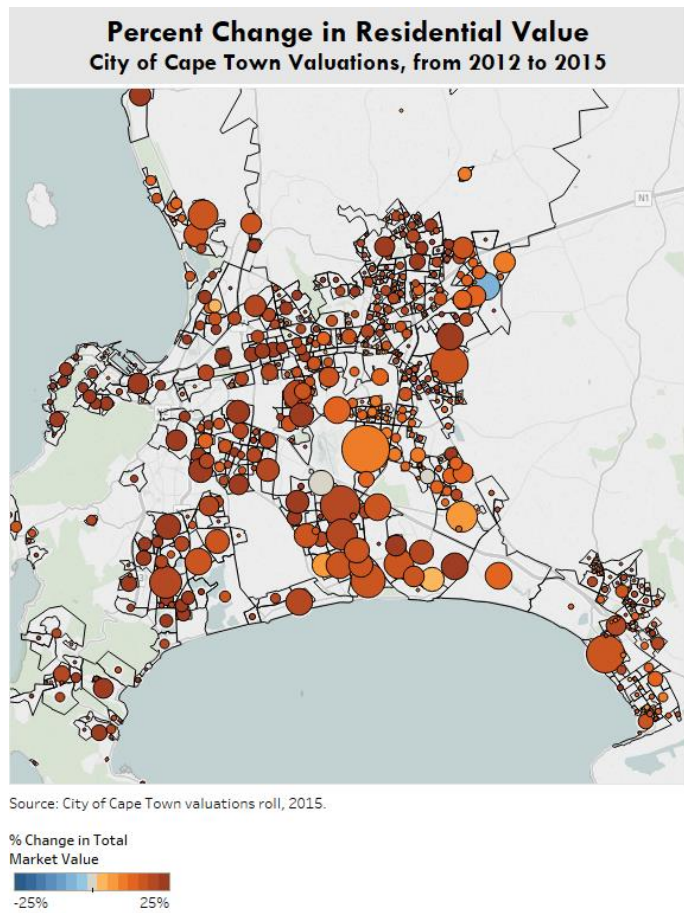 Percent Change in Residential Value
City of Cape Town Valuations, from 2012 to 2015
N1
Source: City of Cape Town valuations roll, 2015.
% Change in Total
Market Value
-25%
25%